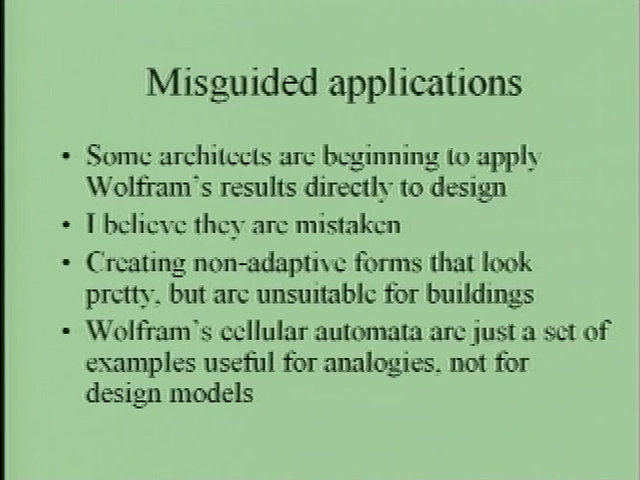 Misguided applications
• Some architects are beginning to apply
Wolfram's results directly to design
• I believe they are mistaken
• Creating non-adaptive forms that look
pretty, but are unsuitable for buildings
• Wolfram's cellular automata are just a set of
examples useful for analogies, not for
design models